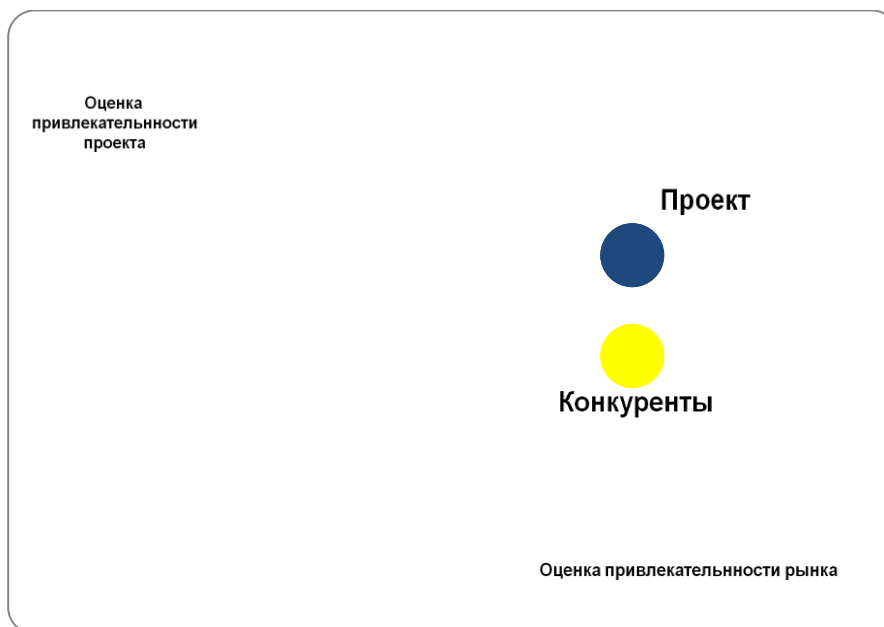 Оценка
привлекательнности
проекта
Проект
Конкуренты
Оценка привлекательнности рынка